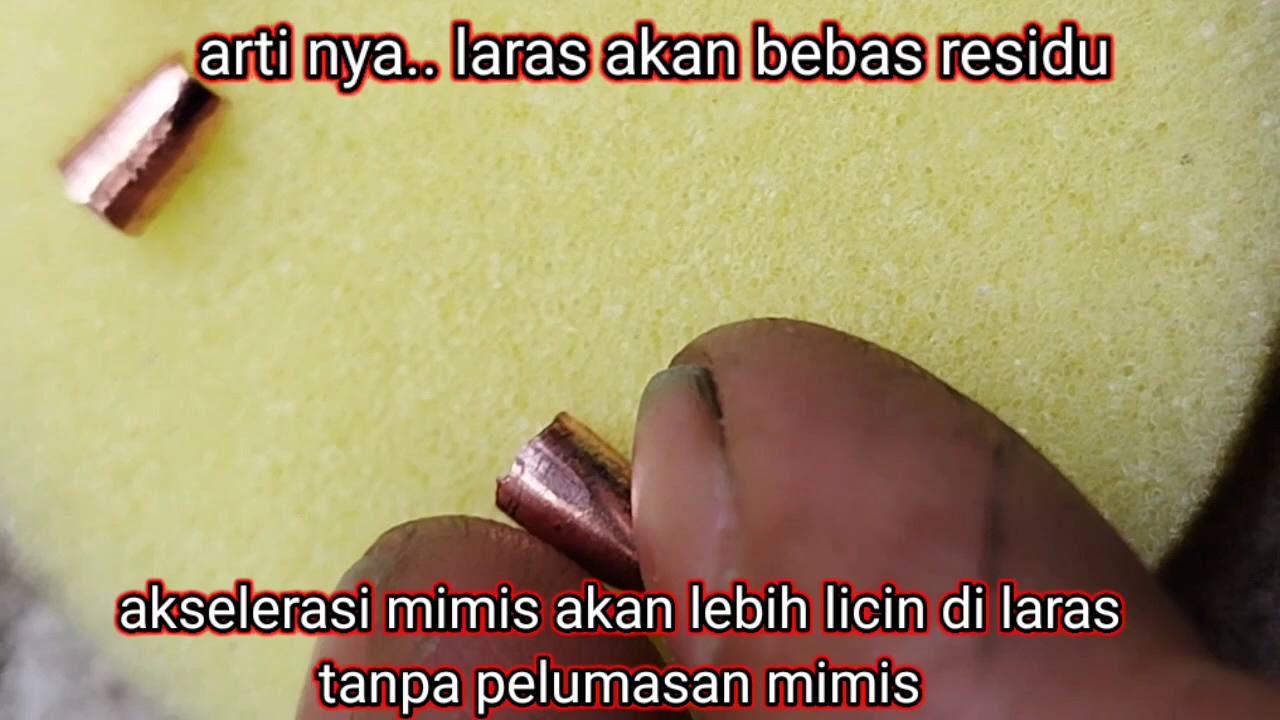 arti nya.. laras akan bebas residu
akselerasi mimis akan lebih licin di laras
tanpa pelumasan mimis